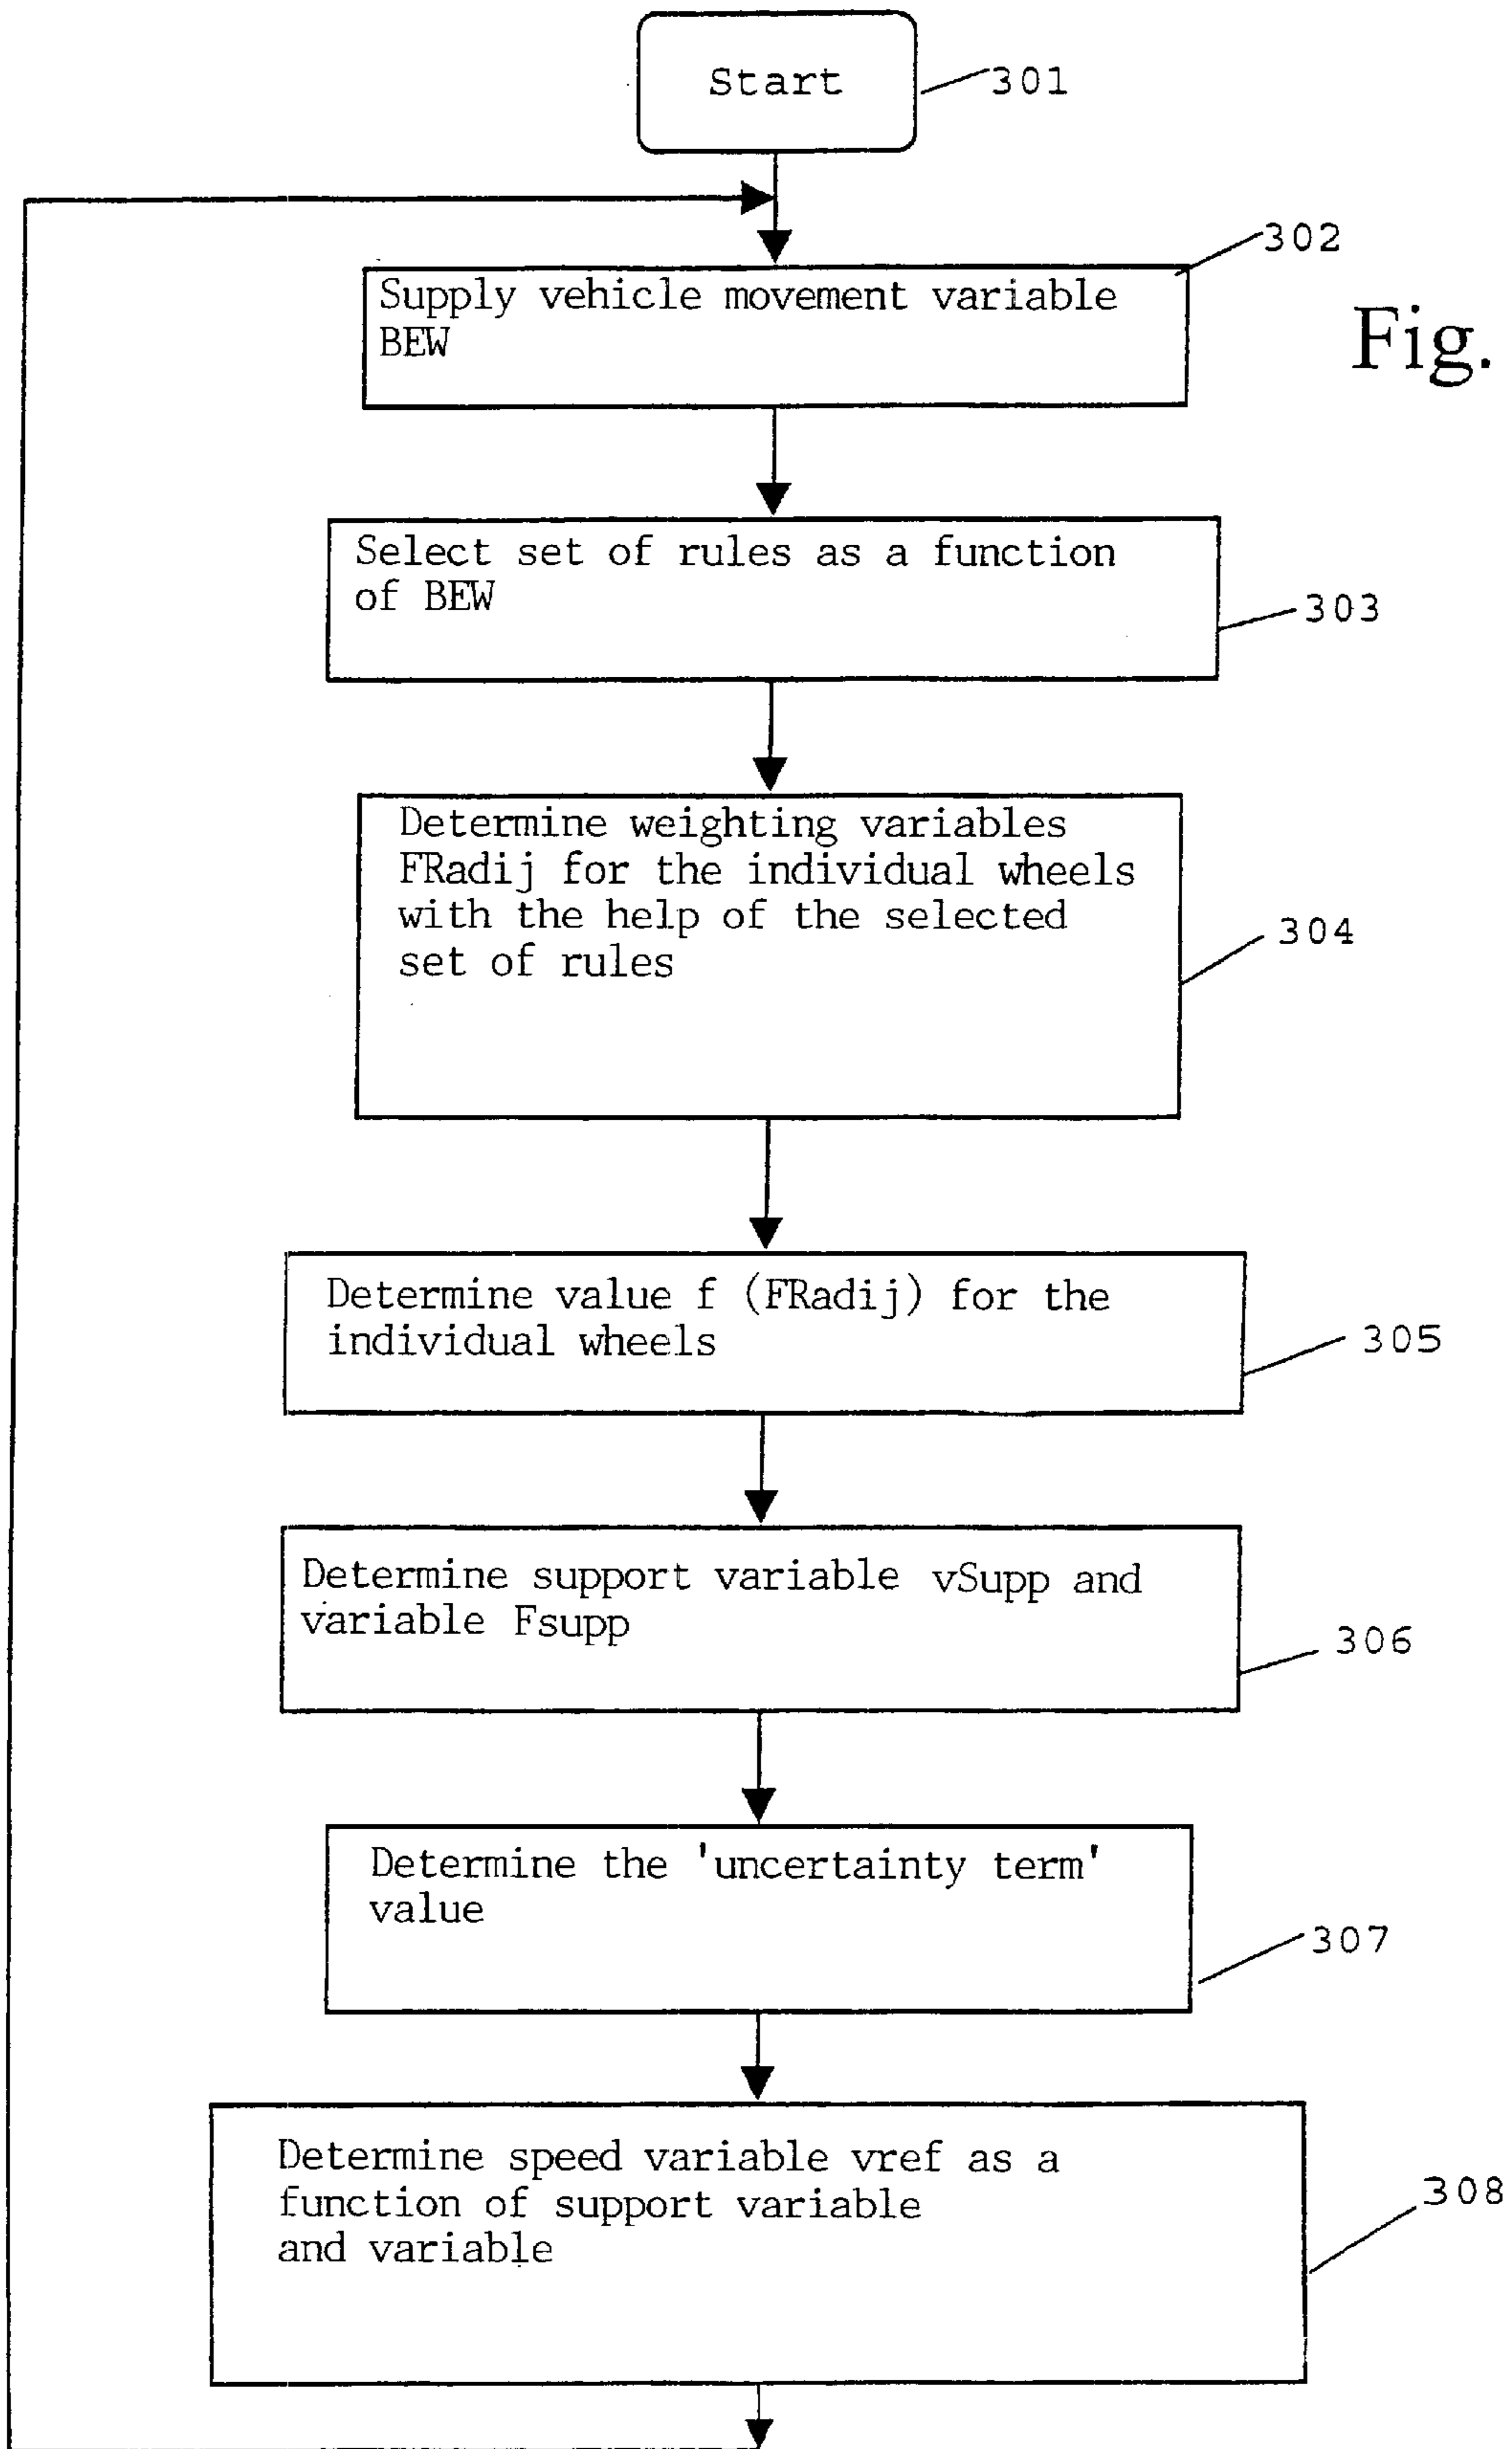 Start
301
302
Supply vehicle movement variable
BEW
Fig.
Select set of rules as a function
of BEW
303
Determine weighting variables
FRadij for the individual wheels
with the help of the selected
set of rules
304
Determine value f (FRadij) for the
individual wheels
305
Determine support variable vSupp and
variable Fsupp
306
Determine the 'uncertainty term'
value
307
Determine speed variable vref as a
function of support variable
and variable
308